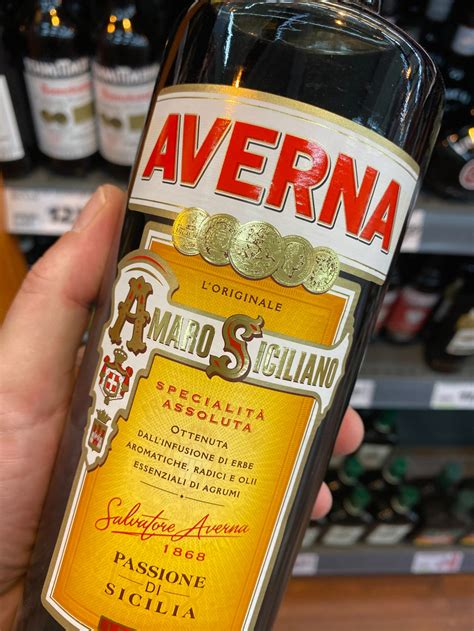 AVERNA
L'ORIGINALE
AMARO SICILIANO
SPECIALITÀ
ASSOLUTA
OTTENUTA
DALL'INFUSIONE DI ERBE
AROMATICHE, RADICI E OLII
ESSENZIALI DI AGRUMI
Salvatore Averna
1868
PASSIONE
DI
SICILIA